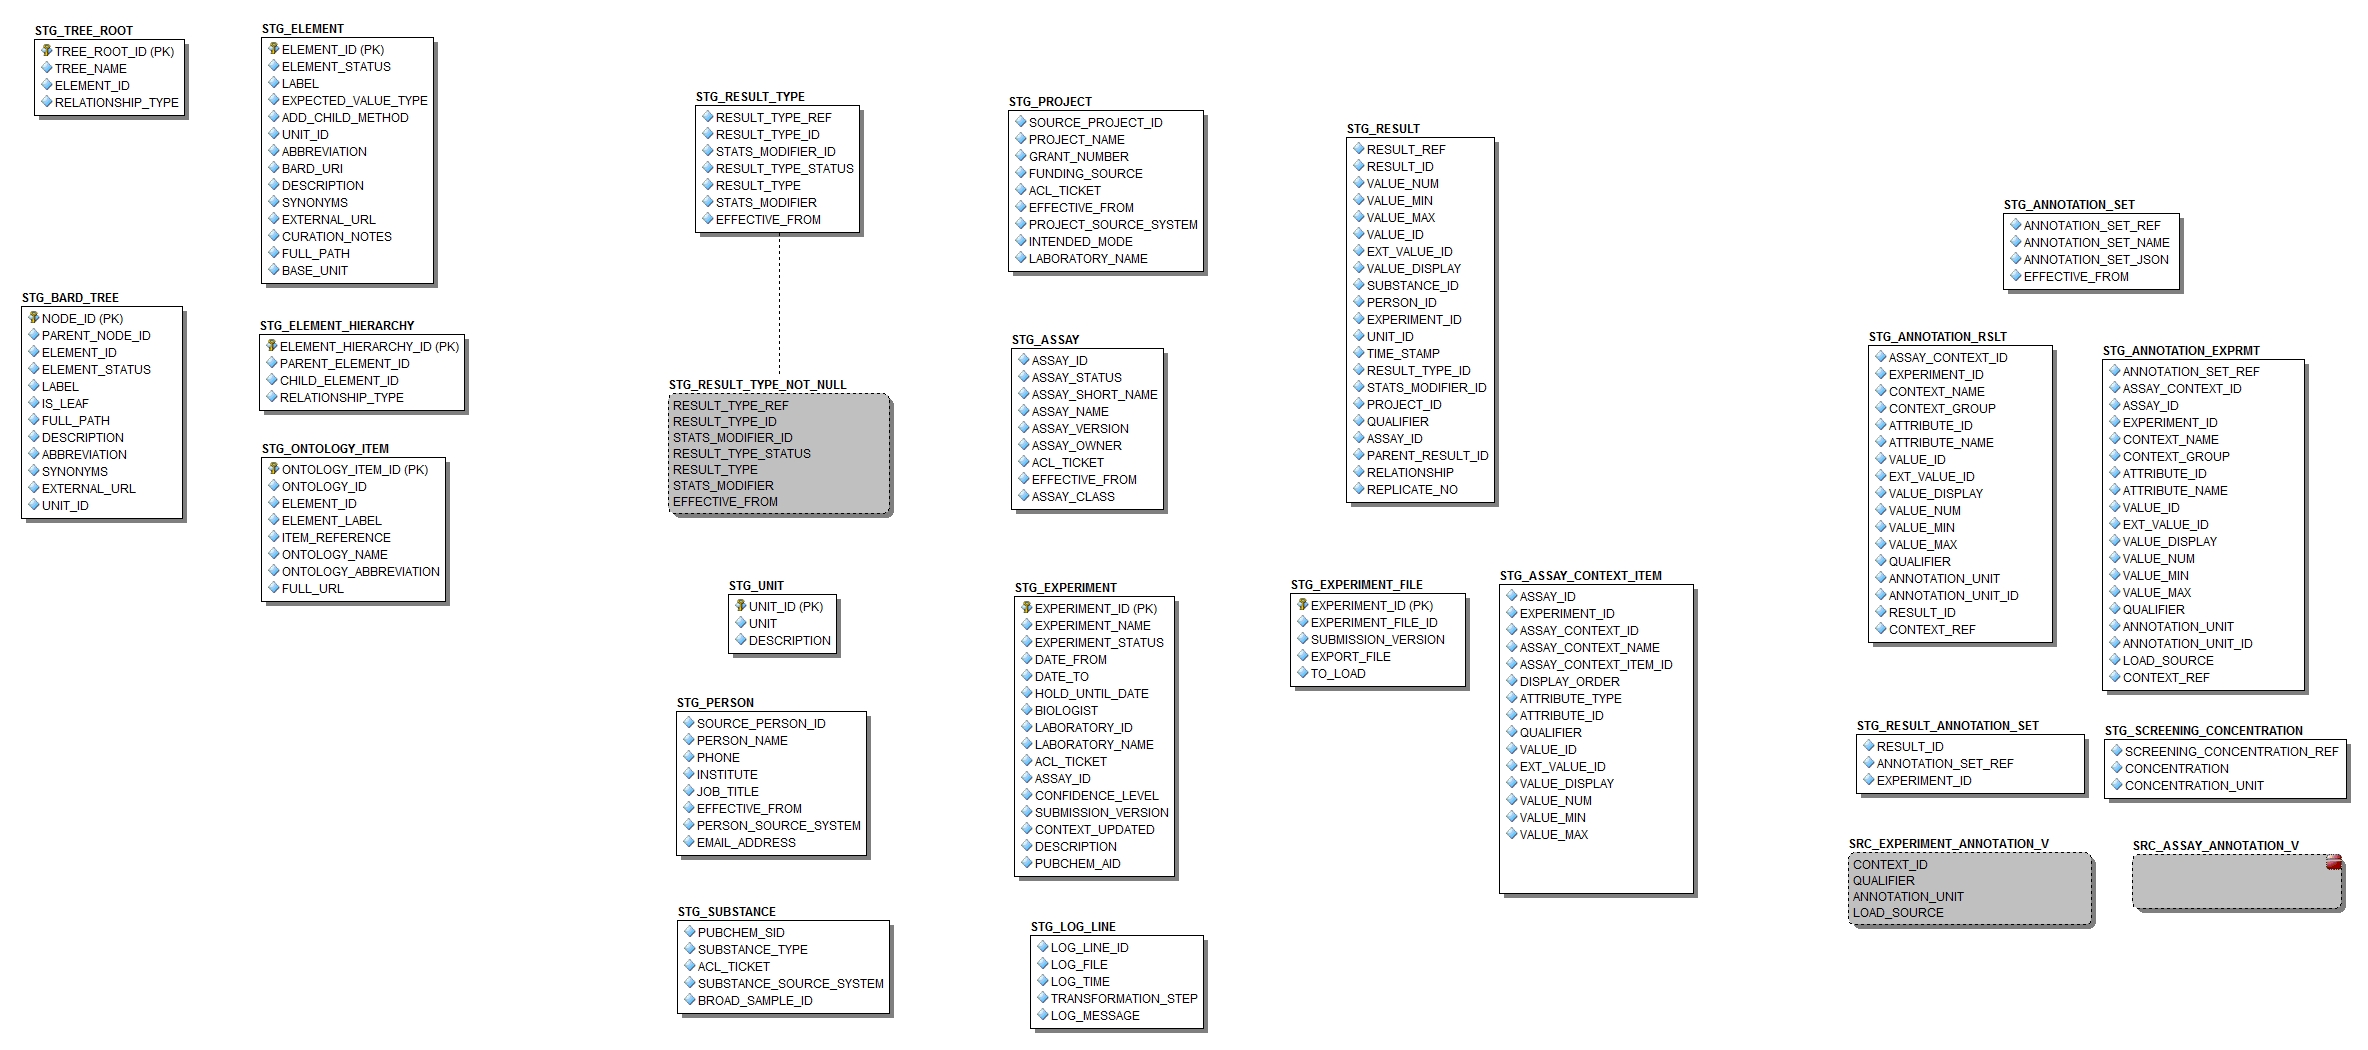 STG_TREE_ROOT
TREE_ROOT_ID (PK)
TREE_NAME
ELEMENT_ID
RELATIONSHIP_TYPE
STG_BARD_TREE
NODE_ID (PK)
PARENT_NODE_ID
ELEMENT_ID
ELEMENT_STATUS
LABEL
IS_LEAF
FULL_PATH
DESCRIPTION
ABBREVIATION
SYNONYMS
EXTERNAL_URL
UNIT_ID
STG_ELEMENT
ELEMENT_ID (PK)
ELEMENT_STATUS
LABEL
EXPECTED_VALUE_TYPE
ADD_CHILD_METHOD
UNIT_ID
ABBREVIATION
BARD_URI
DESCRIPTION
SYNONYMS
EXTERNAL_URL
CURATION_NOTES
FULL_PATH
BASE_UNIT
STG_ELEMENT_HIERARCHY
ELEMENT_HIERARCHY_ID (PK)
PARENT_ELEMENT_ID
CHILD_ELEMENT_ID
RELATIONSHIP_TYPE
STG_ONTOLOGY_ITEM
ONTOLOGY_ITEM_ID (PK)
ONTOLOGY_ID
ELEMENT_ID
ELEMENT_LABEL
ITEM_REFERENCE
ONTOLOGY_NAME
ONTOLOGY_ABBREVIATION
FULL_URL
STG_RESULT_TYPE
RESULT_TYPE_REF
RESULT_TYPE_ID
STATS_MODIFIER_ID
RESULT_TYPE_STATUS
RESULT_TYPE
STATS_MODIFIER
EFFECTIVE_FROM
STG_RESULT_TYPE_NOT_NULL
RESULT_TYPE_REF
RESULT_TYPE_ID
STATS_MODIFIER_ID
RESULT_TYPE_STATUS
RESULT_TYPE
STATS_MODIFIER
EFFECTIVE_FROM
STG_UNIT
UNIT_ID (PK)
UNIT
DESCRIPTION
STG_PERSON
SOURCE_PERSON_ID
PERSON_NAME
PHONE
INSTITUTE
JOB_TITLE
EFFECTIVE_FROM
PERSON_SOURCE_SYSTEM
EMAIL_ADDRESS
STG_SUBSTANCE
PUBCHEM_SID
SUBSTANCE_TYPE
ACL_TICKET
SUBSTANCE_SOURCE_SYSTEM
BROAD_SAMPLE_ID
STG_PROJECT
SOURCE_PROJECT_ID
PROJECT_NAME
GRANT_NUMBER
FUNDING_SOURCE
ACL_TICKET
EFFECTIVE_FROM
PROJECT_SOURCE_SYSTEM
INTENDED_MODE
LABORATORY_NAME
STG_ASSAY
ASSAY_ID
ASSAY_STATUS
ASSAY_SHORT_NAME
ASSAY_NAME
ASSAY_VERSION
ASSAY_OWNER
ACL_TICKET
EFFECTIVE_FROM
ASSAY_CLASS
STG_EXPERIMENT
EXPERIMENT_ID (PK)
EXPERIMENT_NAME
EXPERIMENT_STATUS
DATE_FROM
DATE_TO
HOLD_UNTIL_DATE
BIOLOGIST
LABORATORY_ID
LABORATORY_NAME
ACL_TICKET
ASSAY_ID
CONFIDENCE_LEVEL
SUBMISSION_VERSION
CONTEXT_UPDATED
DESCRIPTION
PUBCHEM_AID
STG_LOG_LINE
LOG_LINE_ID
LOG_FILE
LOG_TIME
TRANSFORMATION_STEP
LOG_MESSAGE
STG_RESULT
RESULT_REF
RESULT_ID
VALUE_NUM
VALUE_MIN
VALUE_MAX
VALUE_ID
EXT_VALUE_ID
VALUE_DISPLAY
SUBSTANCE_ID
PERSON_ID
EXPERIMENT_ID
UNIT_ID
TIME_STAMP
RESULT_TYPE_ID
STATS_MODIFIER_ID
PROJECT_ID
QUALIFIER
ASSAY_ID
PARENT_RESULT_ID
RELATIONSHIP
REPLICATE_NO
STG_EXPERIMENT_FILE
EXPERIMENT_ID (PK)
EXPERIMENT_FILE_ID
SUBMISSION_VERSION
EXPORT_FILE
TO_LOAD
STG_ASSAY_CONTEXT_ITEM
ASSAY_ID
EXPERIMENT_ID
ASSAY_CONTEXT_ID
ASSAY_CONTEXT_NAME
ASSAY_CONTEXT_ITEM_ID
DISPLAY_ORDER
ATTRIBUTE_TYPE
ATTRIBUTE_ID
QUALIFIER
VALUE_ID
EXT_VALUE_ID
VALUE_DISPLAY
VALUE_NUM
VALUE_MIN
VALUE_MAX
STG_ANNOTATION_SET
ANNOTATION_SET_REF
ANNOTATION_SET_NAME
ANNOTATION_SET_JSON
EFFECTIVE_FROM
STG_ANNOTATION_RSLT
ASSAY_CONTEXT_ID
EXPERIMENT_ID
CONTEXT_NAME
CONTEXT_GROUP
ATTRIBUTE_ID
ATTRIBUTE_NAME
VALUE_ID
EXT_VALUE_ID
VALUE_DISPLAY
VALUE_NUM
VALUE_MIN
VALUE_MAX
QUALIFIER
ANNOTATION_UNIT
ANNOTATION_UNIT_ID
RESULT_ID
CONTEXT_REF
STG_ANNOTATION_EXPRMT
ANNOTATION_SET_REF
ASSAY_CONTEXT_ID
ASSAY_ID
EXPERIMENT_ID
CONTEXT_NAME
CONTEXT_GROUP
ATTRIBUTE_ID
ATTRIBUTE_NAME
VALUE_ID
EXT_VALUE_ID
VALUE_DISPLAY
VALUE_NUM
VALUE_MIN
VALUE_MAX
QUALIFIER
ANNOTATION_UNIT
ANNOTATION_UNIT_ID
LOAD_SOURCE
CONTEXT_REF
STG_RESULT_ANNOTATION_SET
RESULT_ID
ANNOTATION_SET_REF
EXPERIMENT_ID
STG_SCREENING_CONCENTRATION
SCREENING_CONCENTRATION_REF
CONCENTRATION
CONCENTRATION_UNIT
SRC_EXPERIMENT_ANNOTATION_V
CONTEXT_ID
QUALIFIER
ANNOTATION_UNIT
LOAD_SOURCE
SRC_ASSAY_ANNOTATION_V